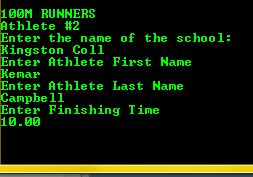 100M RUNNERS
Athlete #2
Enter the name of the school:
Kingston Coll
Enter Athlete First Name
Kemar
Enter Athlete Last Name
Campbell
Enter Finishing Time
10.00